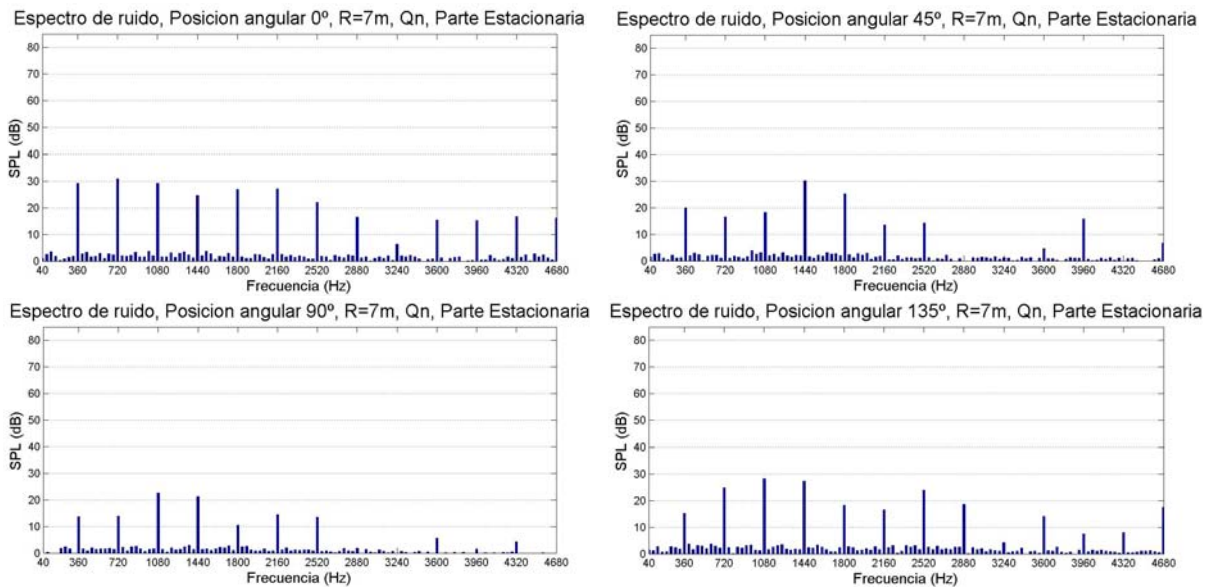 Espectro de ruido, Posicion angular 0º, R=7m, Qn, Parte Estacionaria
80
70
60
50
40
30
20
10
0
SPL (dB)
40 360 720 1080 1440 1800 2160 2520 2880 3240 3600 3960 4320 4680
Frecuencia (Hz)
Espectro de ruido, Posicion angular 45º, R=7m, Qn, Parte Estacionaria
80
70
60
50
40
30
20
10
0
SPL (dB)
40 360 720 1080 1440 1800 2160 2520 2880 3240 3600 3960 4320 4680
Frecuencia (Hz)
Espectro de ruido, Posicion angular 90º, R=7m, Qn, Parte Estacionaria
80
70
60
50
40
30
20
10
0
SPL (dB)
40 360 720 1080 1440 1800 2160 2520 2880 3240 3600 3960 4320 4680
Frecuencia (Hz)
Espectro de ruido, Posicion angular 135º, R=7m, Qn, Parte Estacionaria
80
70
60
50
40
30
20
10
0
SPL (dB)
40 360 720 1080 1440 1800 2160 2520 2880 3240 3600 3960 4320 4680
Frecuencia (Hz)